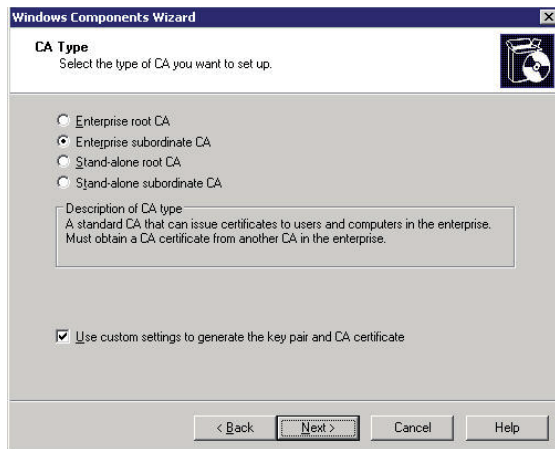 Windows Components Wizard
CA Type
Select the type of CA you want to set up.
Enterprise root CA
Enterprise subordinate CA
Stand-alone root CA
Stand-alone subordinate CA
Description of CA type
A standard CA that can issue certificates to users and computers in the enterprise.
Must obtain a CA certificate from another CA in the enterprise.
Use custom settings to generate the key pair and CA certificate
< Back Next > Cancel Help